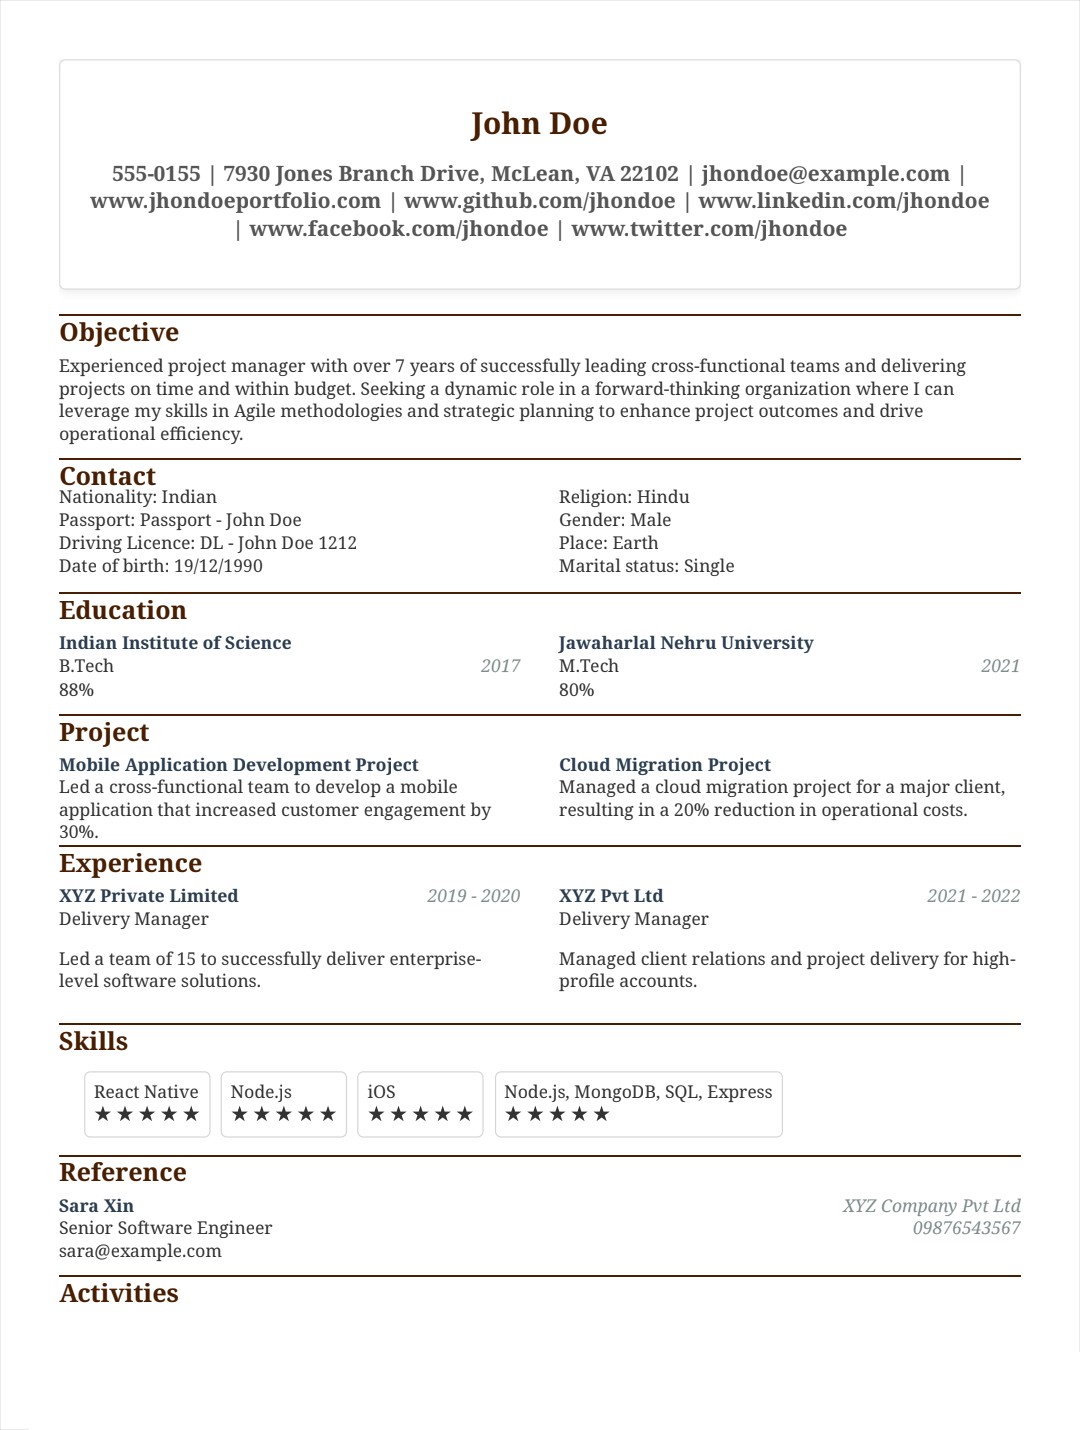 John Doe
555-0155 | 7930 Jones Branch Drive, McLean, VA 22102 | jhondoe@example.com |
www.jhondoeportfolio.com | www.github.com/jhondoe | www.linkedin.com/jhondoe
| www.facebook.com/jhondoe | www.twitter.com/jhondoe
Objective
Experienced project manager with over 7 years of successfully leading cross-functional teams and delivering
projects on time and within budget. Seeking a dynamic role in a forward-thinking organization where I can
leverage my skills in Agile methodologies and strategic planning to enhance project outcomes and drive
operational efficiency.
Contact
Nationality: Indian
Passport: Passport - John Doe
Driving Licence: DL - John Doe 1212
Date of birth: 19/12/1990
Religion: Hindu
Gender: Male
Place: Earth
Marital status: Single
Education
Indian Institute of Science
B.Tech 2017
88%
Jawaharlal Nehru University
M.Tech 2021
80%
Project
Mobile Application Development Project
Led a cross-functional team to develop a mobile
application that increased customer engagement by
30%.
Cloud Migration Project
Managed a cloud migration project for a major client,
resulting in a 20% reduction in operational costs.
Experience
XYZ Private Limited 2019 - 2020
Delivery Manager
Led a team of 15 to successfully deliver enterprise-
level software solutions.
XYZ Pvt Ltd 2021 - 2022
Delivery Manager
Managed client relations and project delivery for high-
profile accounts.
Skills
React Native
★★★★★
Node.js
★★★★★
iOS
★★★★★
Node.js, MongoDB, SQL, Express
★★★★★
Reference
Sara Xin XYZ Company Pvt Ltd
Senior Software Engineer 09876543567
sara@example.com
Activities